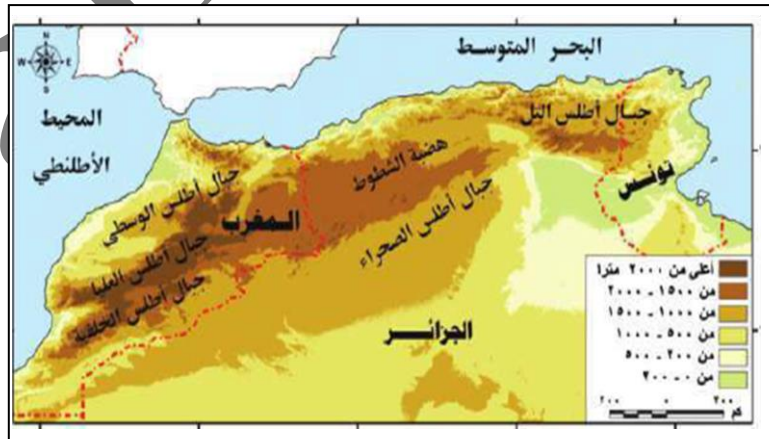 البحر المتوسط
N
W E
S
المحيط
الأطلنطي
جبال أطلس التل
هضبة الشطوط
تونس
جبال أطلس الوسطي
جبال أطلس الصحراء
المغرب
جبال أطلس العليا
جبال أطلس الخلفية
الجزائر
أعلى من ٢٠٠٠ مترا
من ١٥٠٠ - ٢٠٠٠
من ١٠٠٠ - ١٥٠٠
من ٥٠٠ - ١٠٠٠
من ٢٠٠ - ٥٠٠
من ٠ - ٢٠٠
٢٠٠ ٠ ٢٠٠
كم